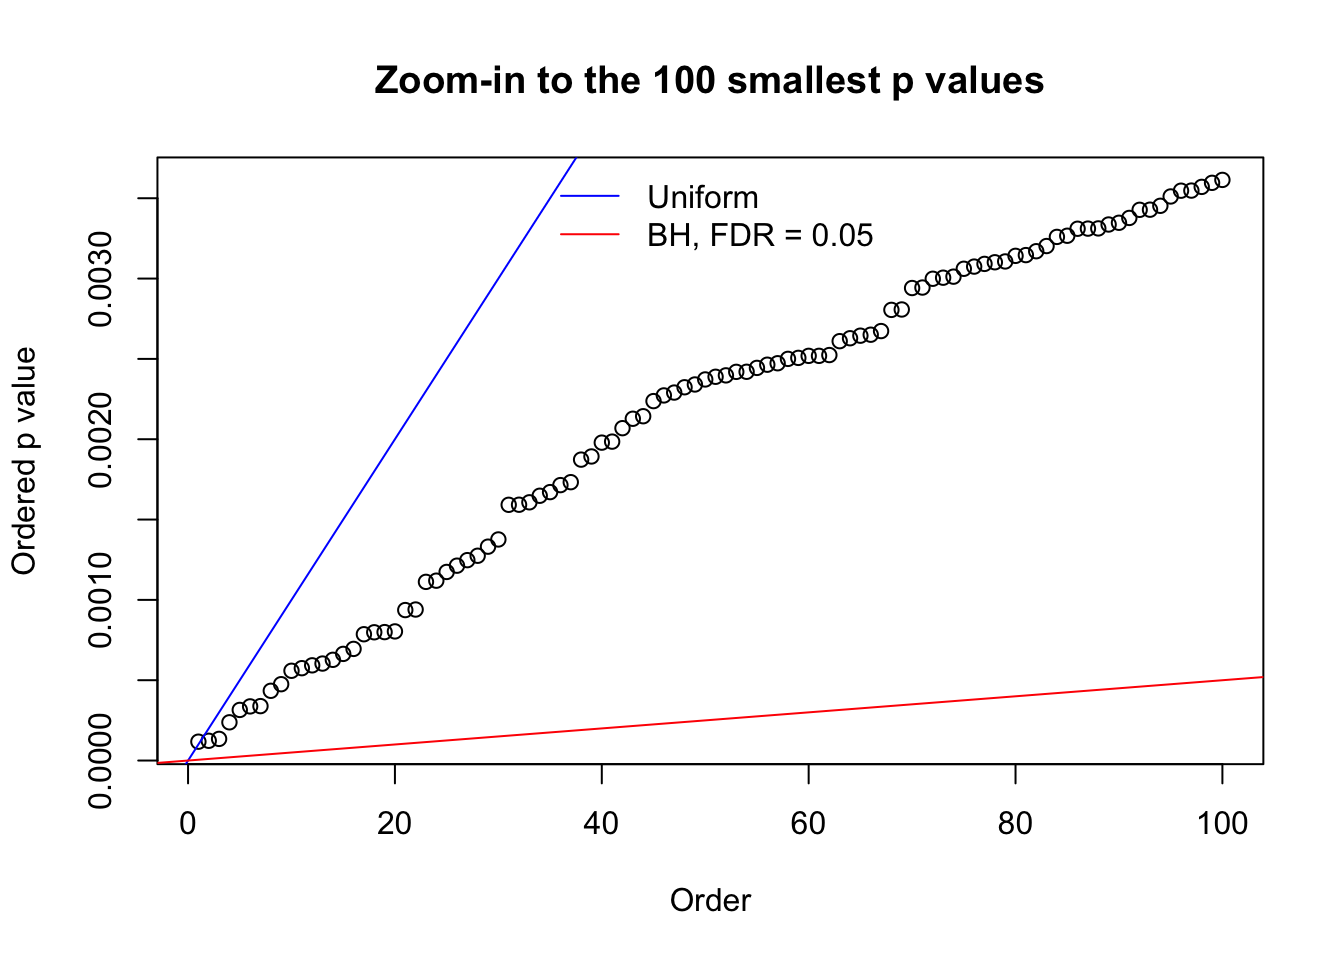 Zoom-in to the 100 smallest p values
Uniform
BH, FDR = 0.05
0.0030
0.0020
0.0010
0.0000
Ordered p value
0 20 40 60 80 100
Order